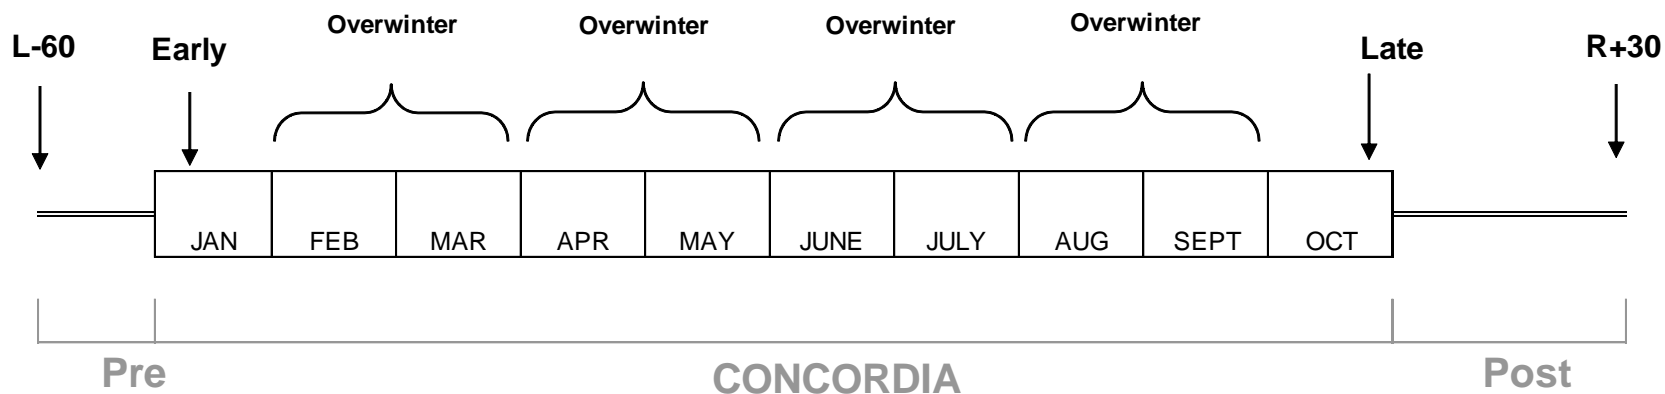 Overwinter Overwinter Overwinter Overwinter
L-60 Early Late R+30
JAN FEB MAR APR MAY JUNE JULY AUG SEPT OCT
Pre CONCORDIA Post